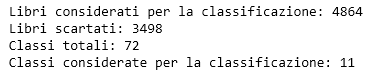 Libri considerati per la classificazione: 4864
Libri scartati: 3498
Classi totali: 72
Classi considerate per la classificazione: 11